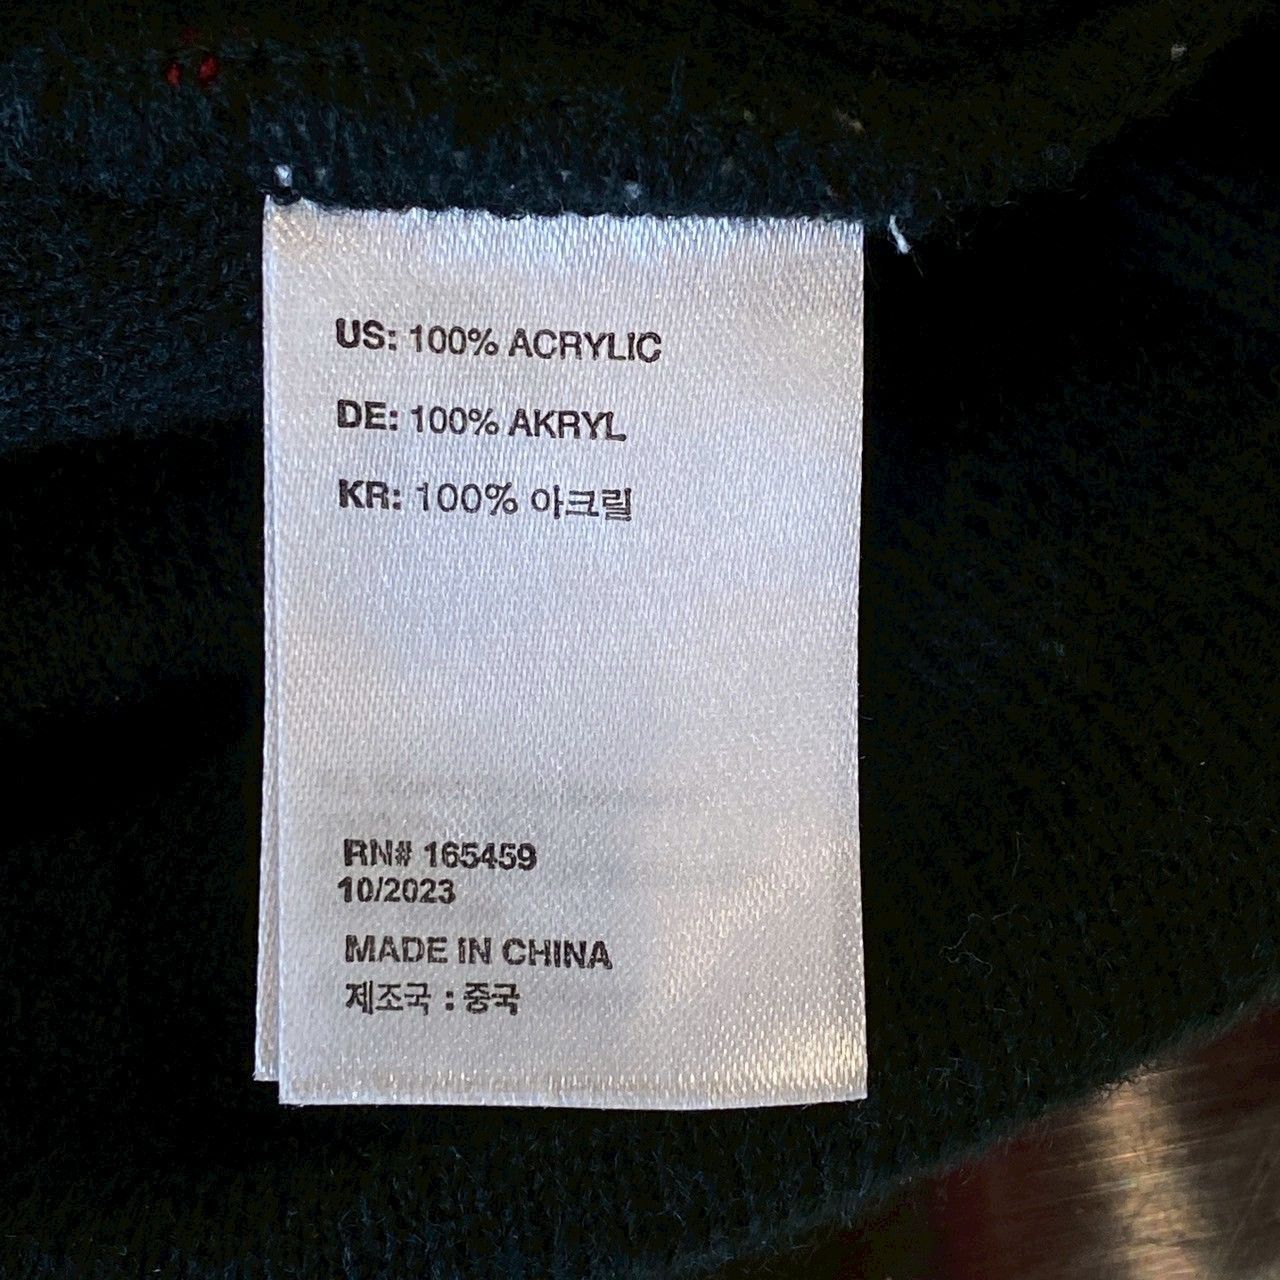 US: 100% ACRYLIC
DE: 100% AKRYL
KR: 100% 아크릴
RN# 165459
10/2023
MADE IN CHINA
제조국 : 중국